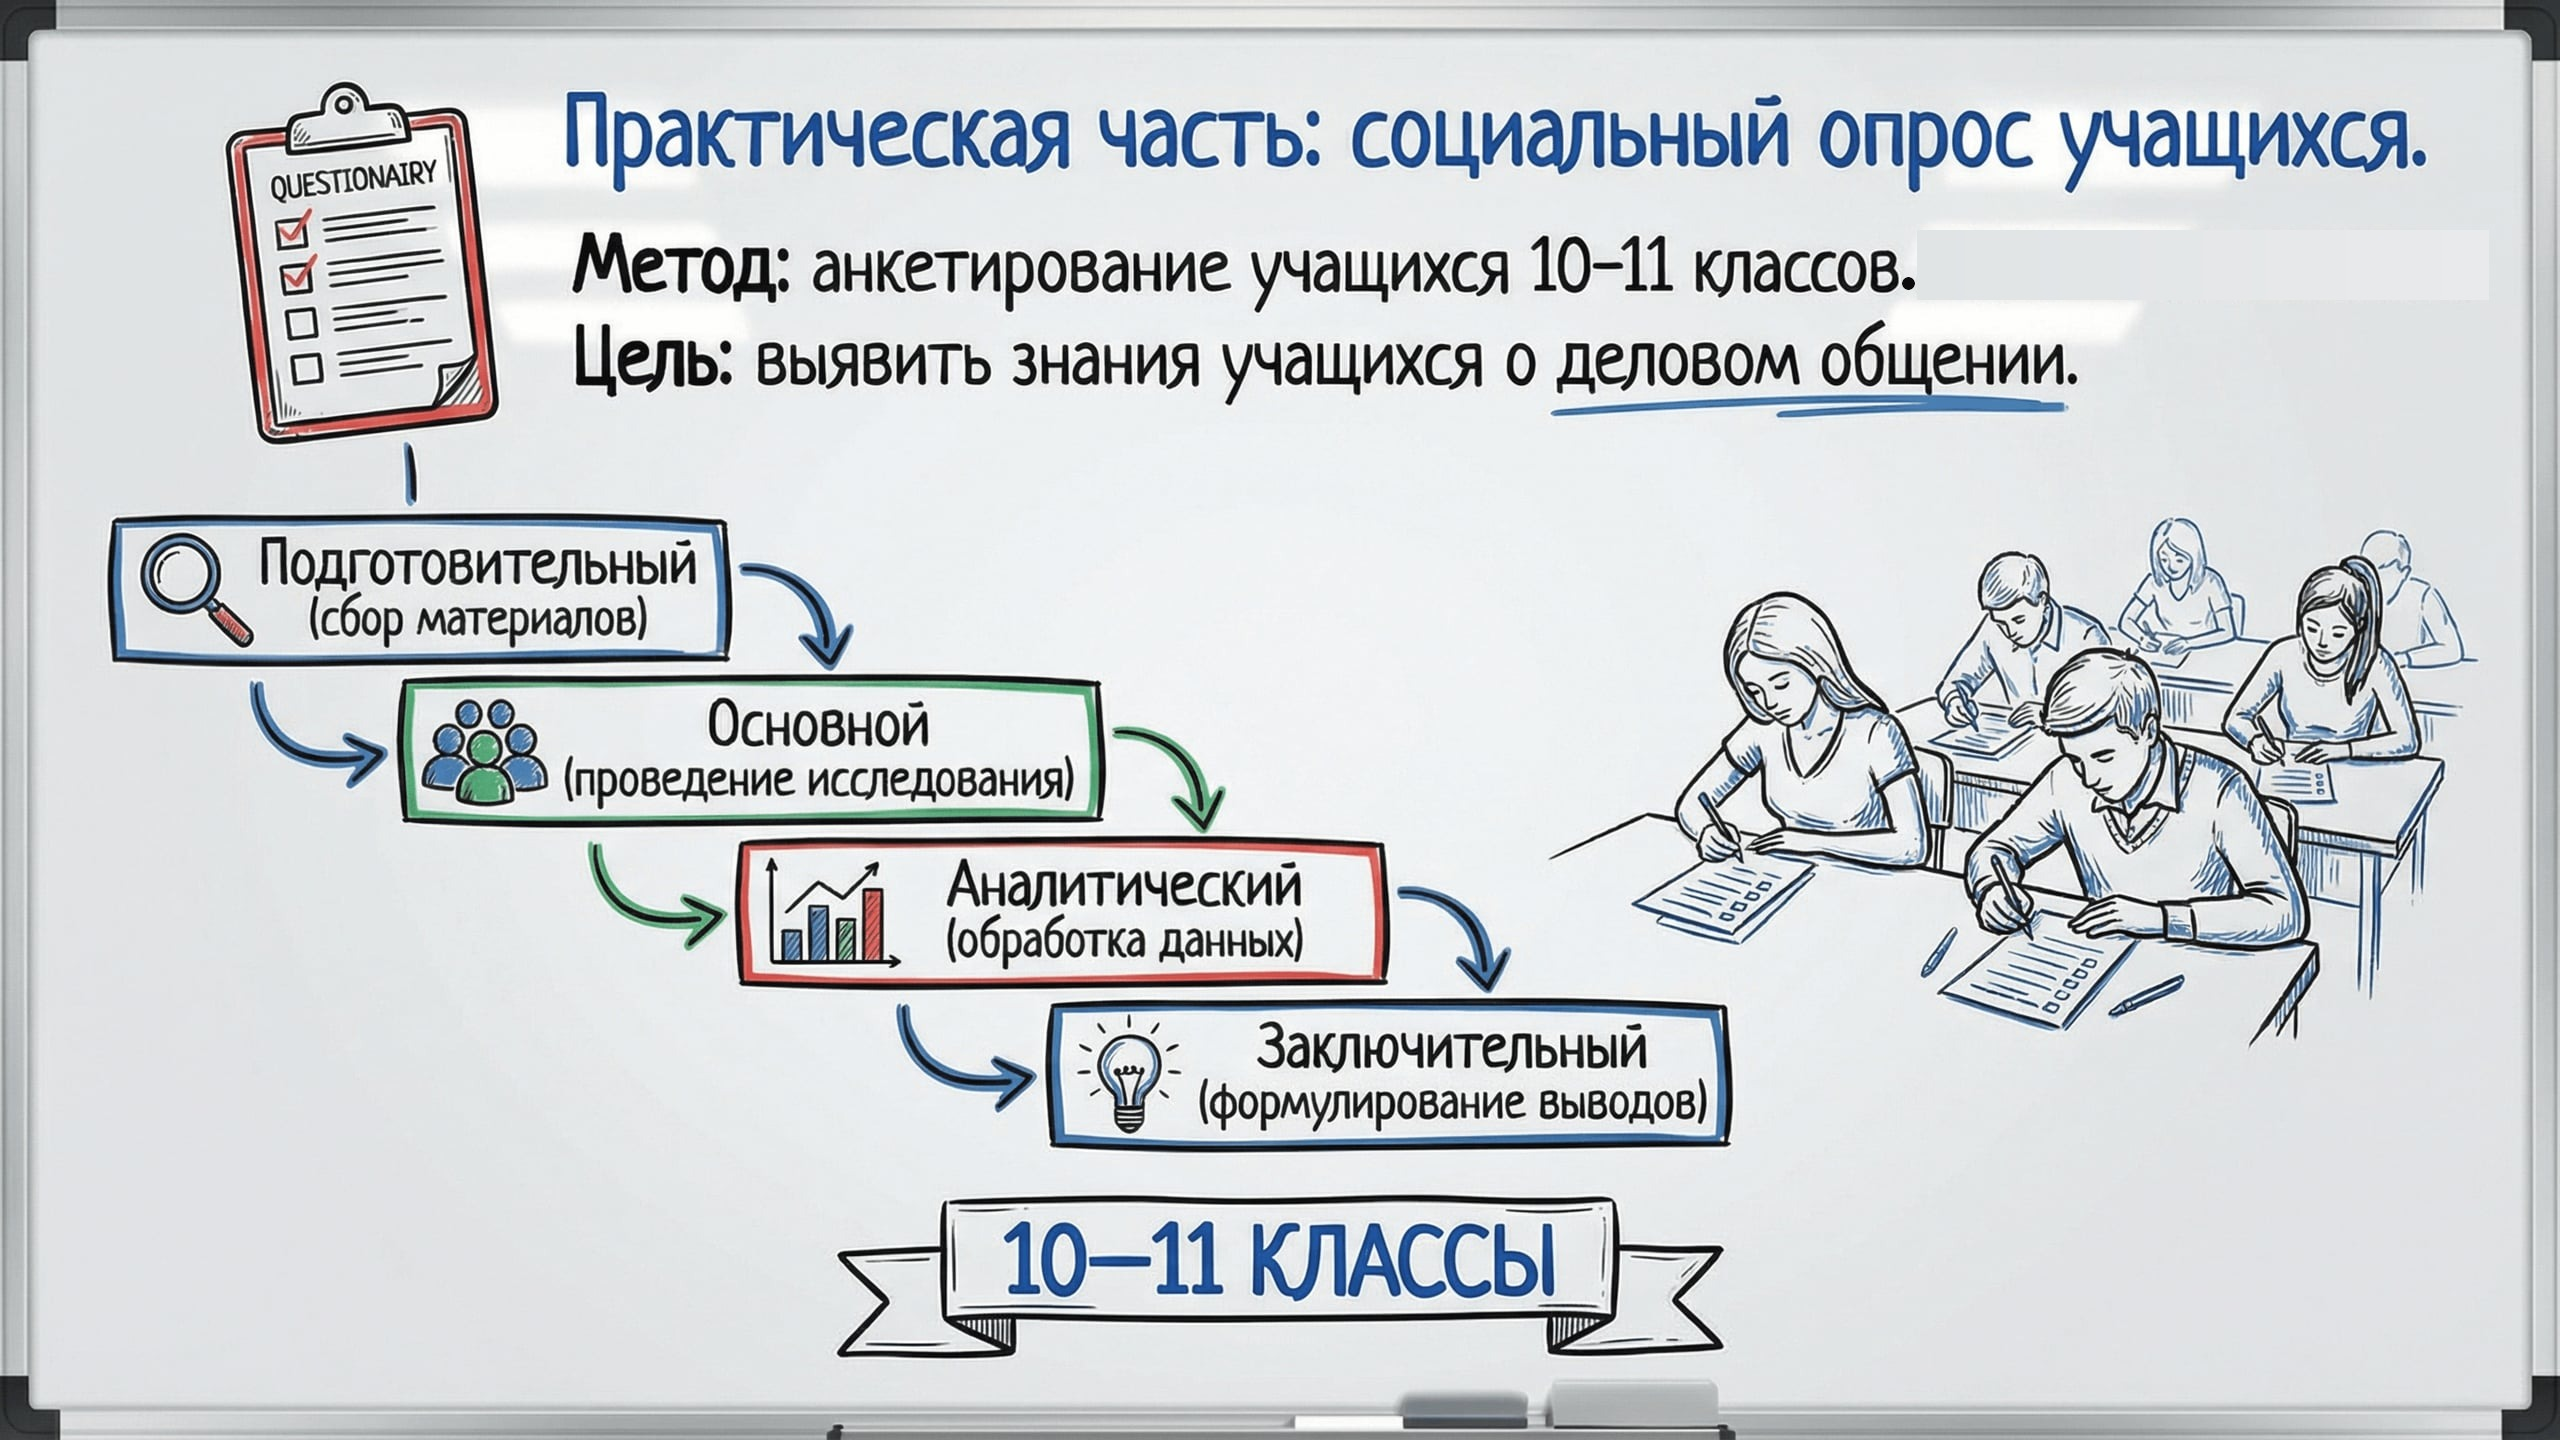 Практическая часть: социальный опрос учащихся.
QUESTIONAIRY
Метод: анкетирование учащихся 10–11 классов.
Цель: выявить знания учащихся о деловом общении.
Подготовительный
(сбор материалов)
Основной
(проведение исследования)
Аналитический
(обработка данных)
Заключительный
(формулирование выводов)
10–11 КЛАССЫ